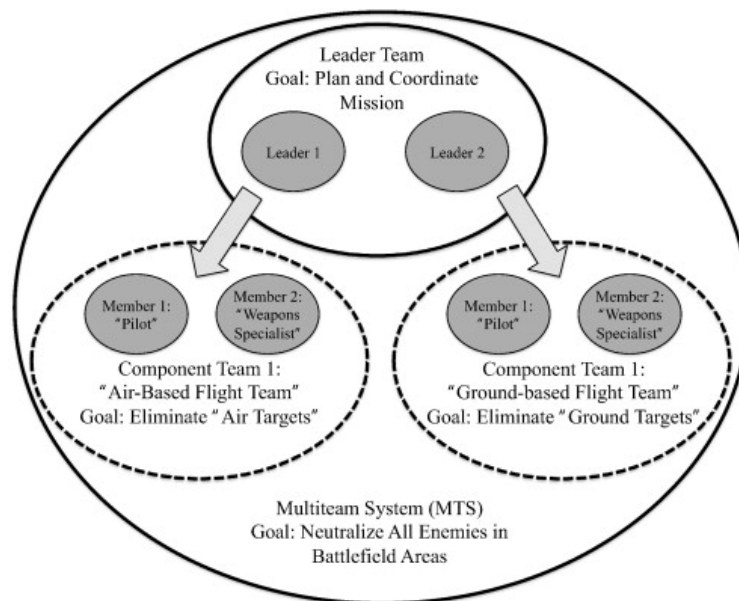 Leader Team
Goal: Plan and Coordinate
Mission
Leader 1
Leader 2
Member 1:
"Pilot"
Member 2:
"Weapons
Specialist"
Component Team 1:
"Air-Based Flight Team"
Goal: Eliminate "Air Targets"
Member 1:
"Pilot"
Member 2:
"Weapons
Specialist"
Component Team 1:
"Ground-based Flight Team"
Goal: Eliminate "Ground Targets"
Multiteam System (MTS)
Goal: Neutralize All Enemies in
Battlefield Areas